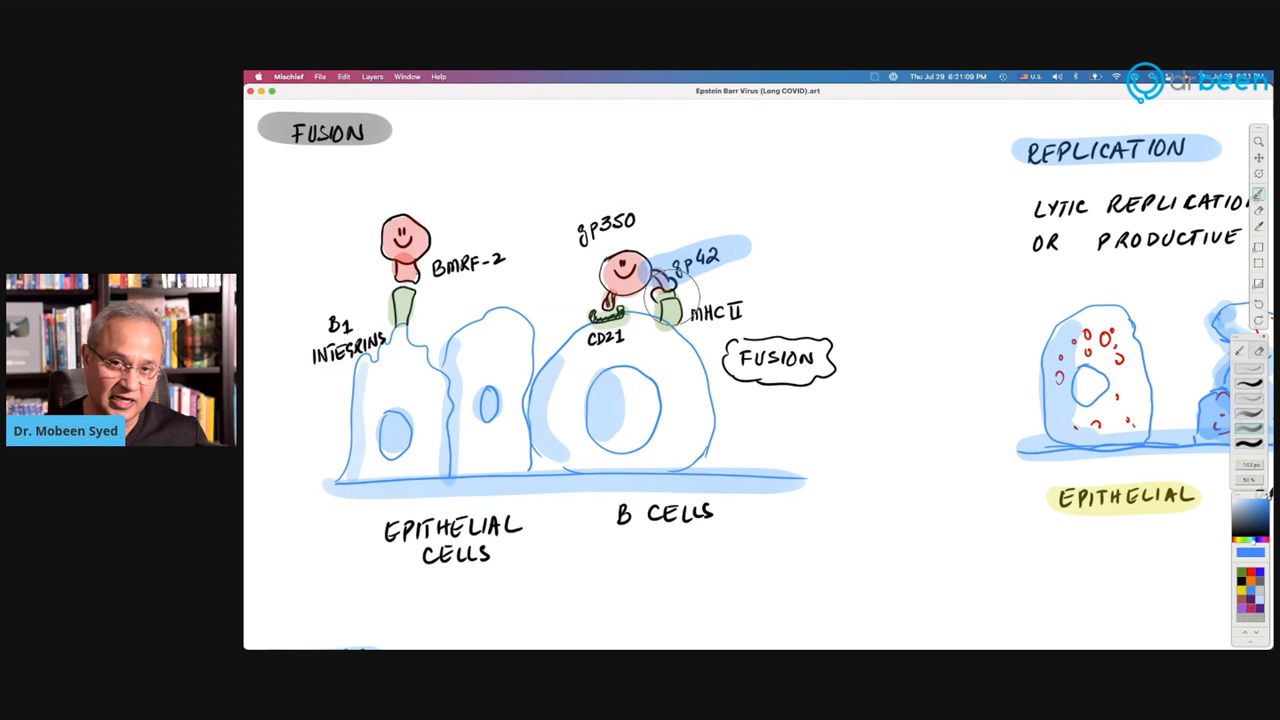 Mischief File Edit Layers Window Help
U.S. Thu Jul 29 6:21:09 PM
drbeen
Epstein Barr Virus (Long COVID).art
FUSION
REPLICATION
LYTIC REPLICATION
OR PRODUCTIVE
gp350
gp42
BMRF-2
MHC II
B1
INTEGRINS
CD21
FUSION
Dr. Mobeen Syed
EPITHELIAL
CELLS
B CELLS
EPITHELIAL